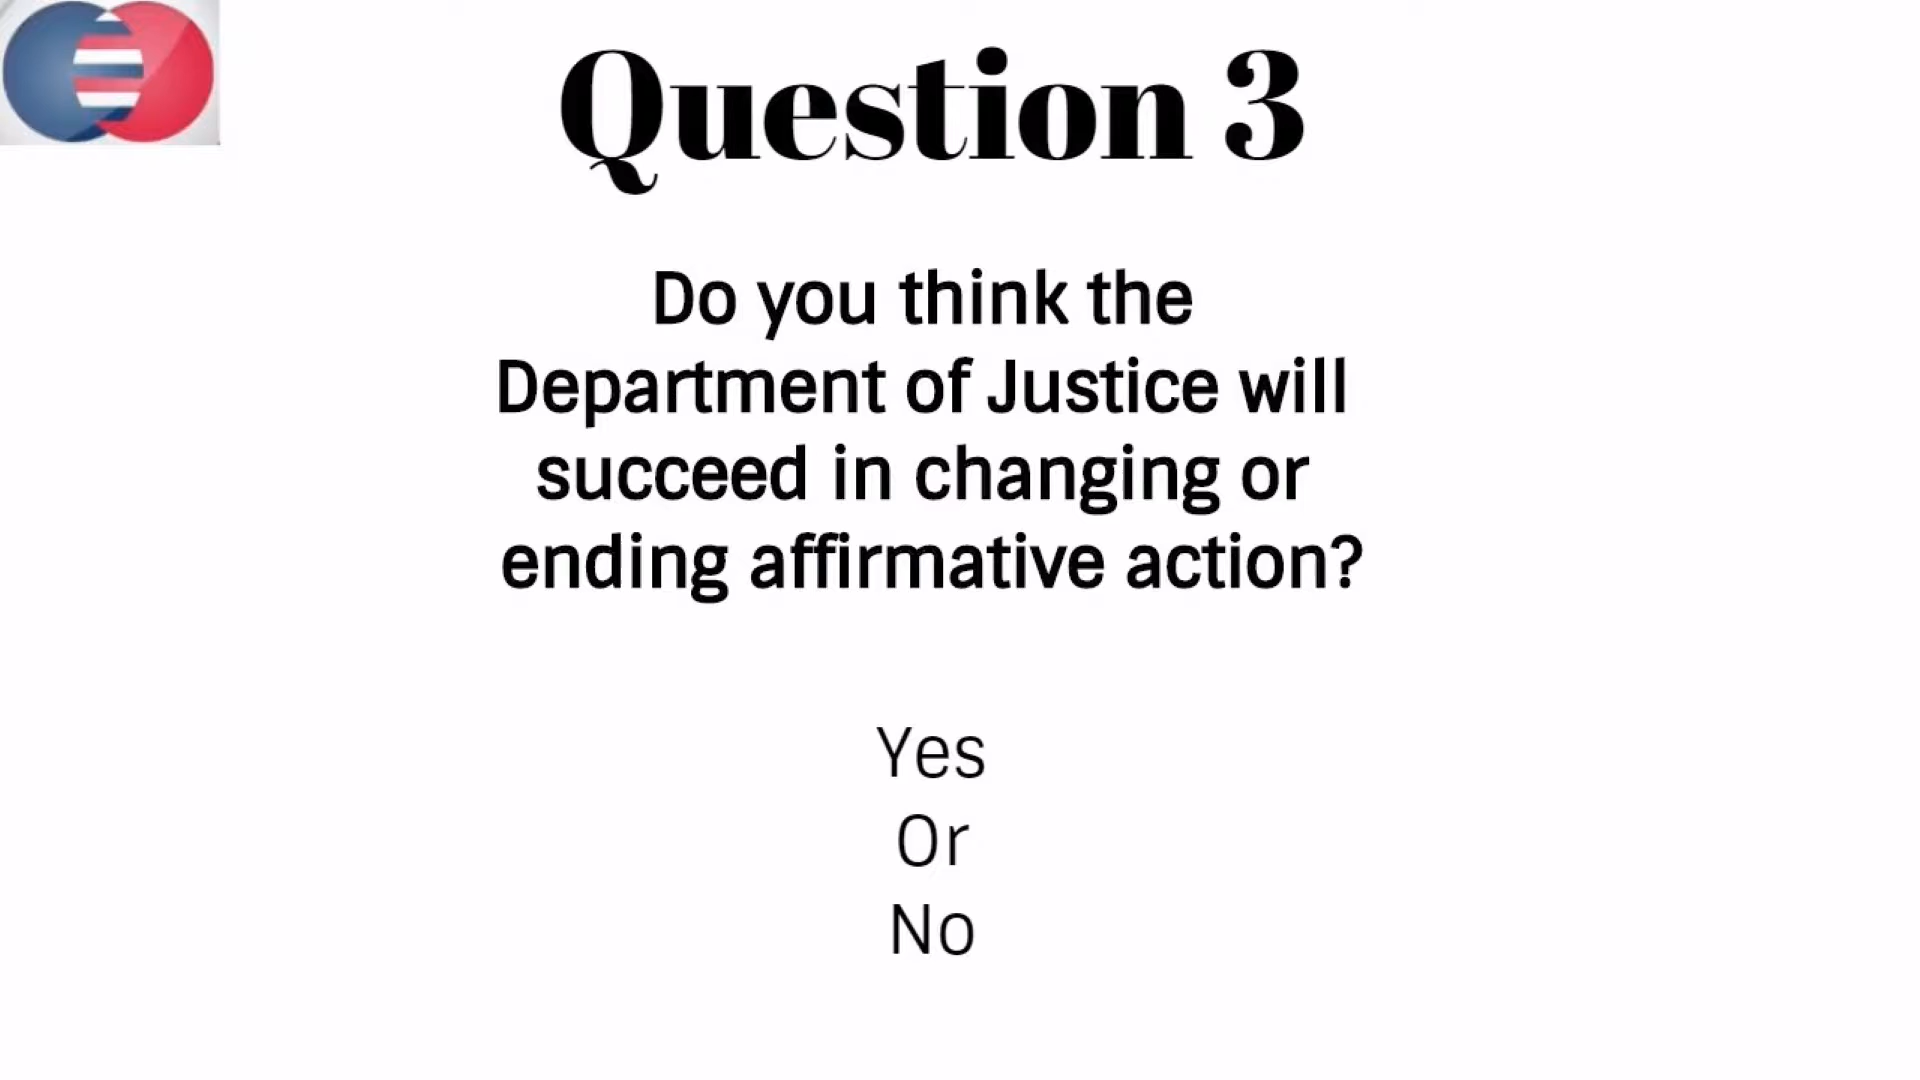 Question 3
Do you think the
Department of Justice will
succeed in changing or
ending affirmative action?
Yes
Or
No